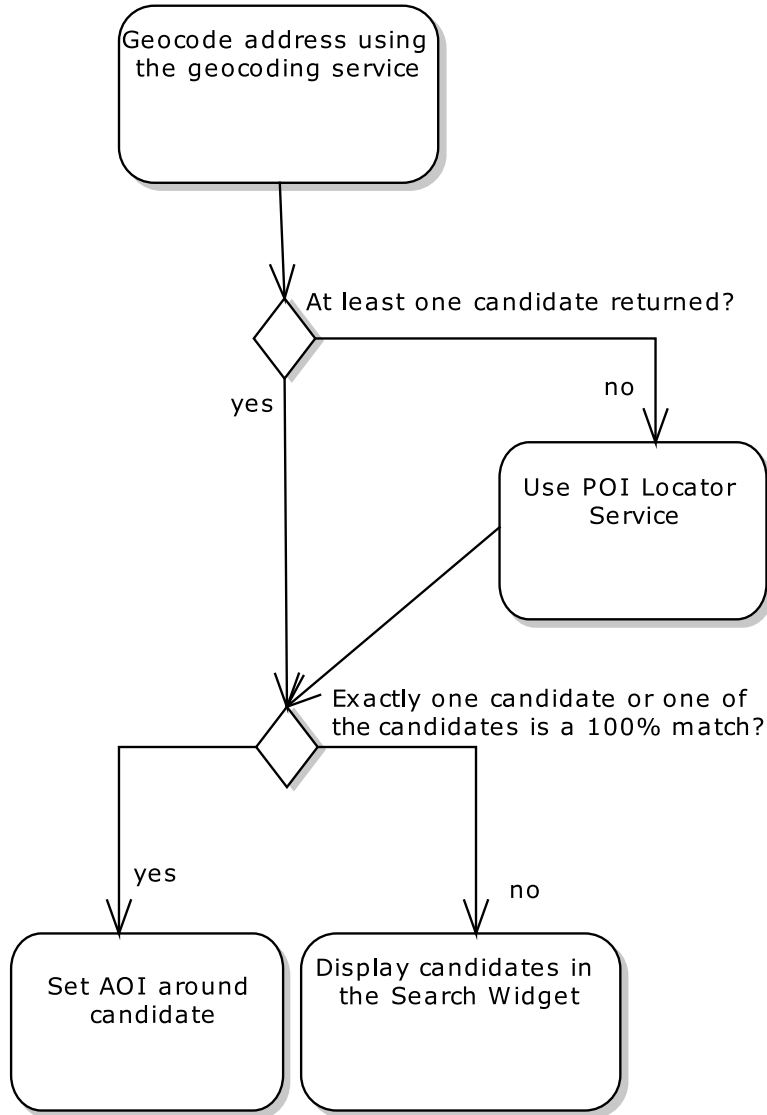 Geocode address using
the geocoding service
At least one candidate returned?
yes
no
Use POI Locator
Service
Exactly one candidate or one of
the candidates is a 100% match?
yes
no
Set AOI around
candidate
Display candidates in
the Search Widget